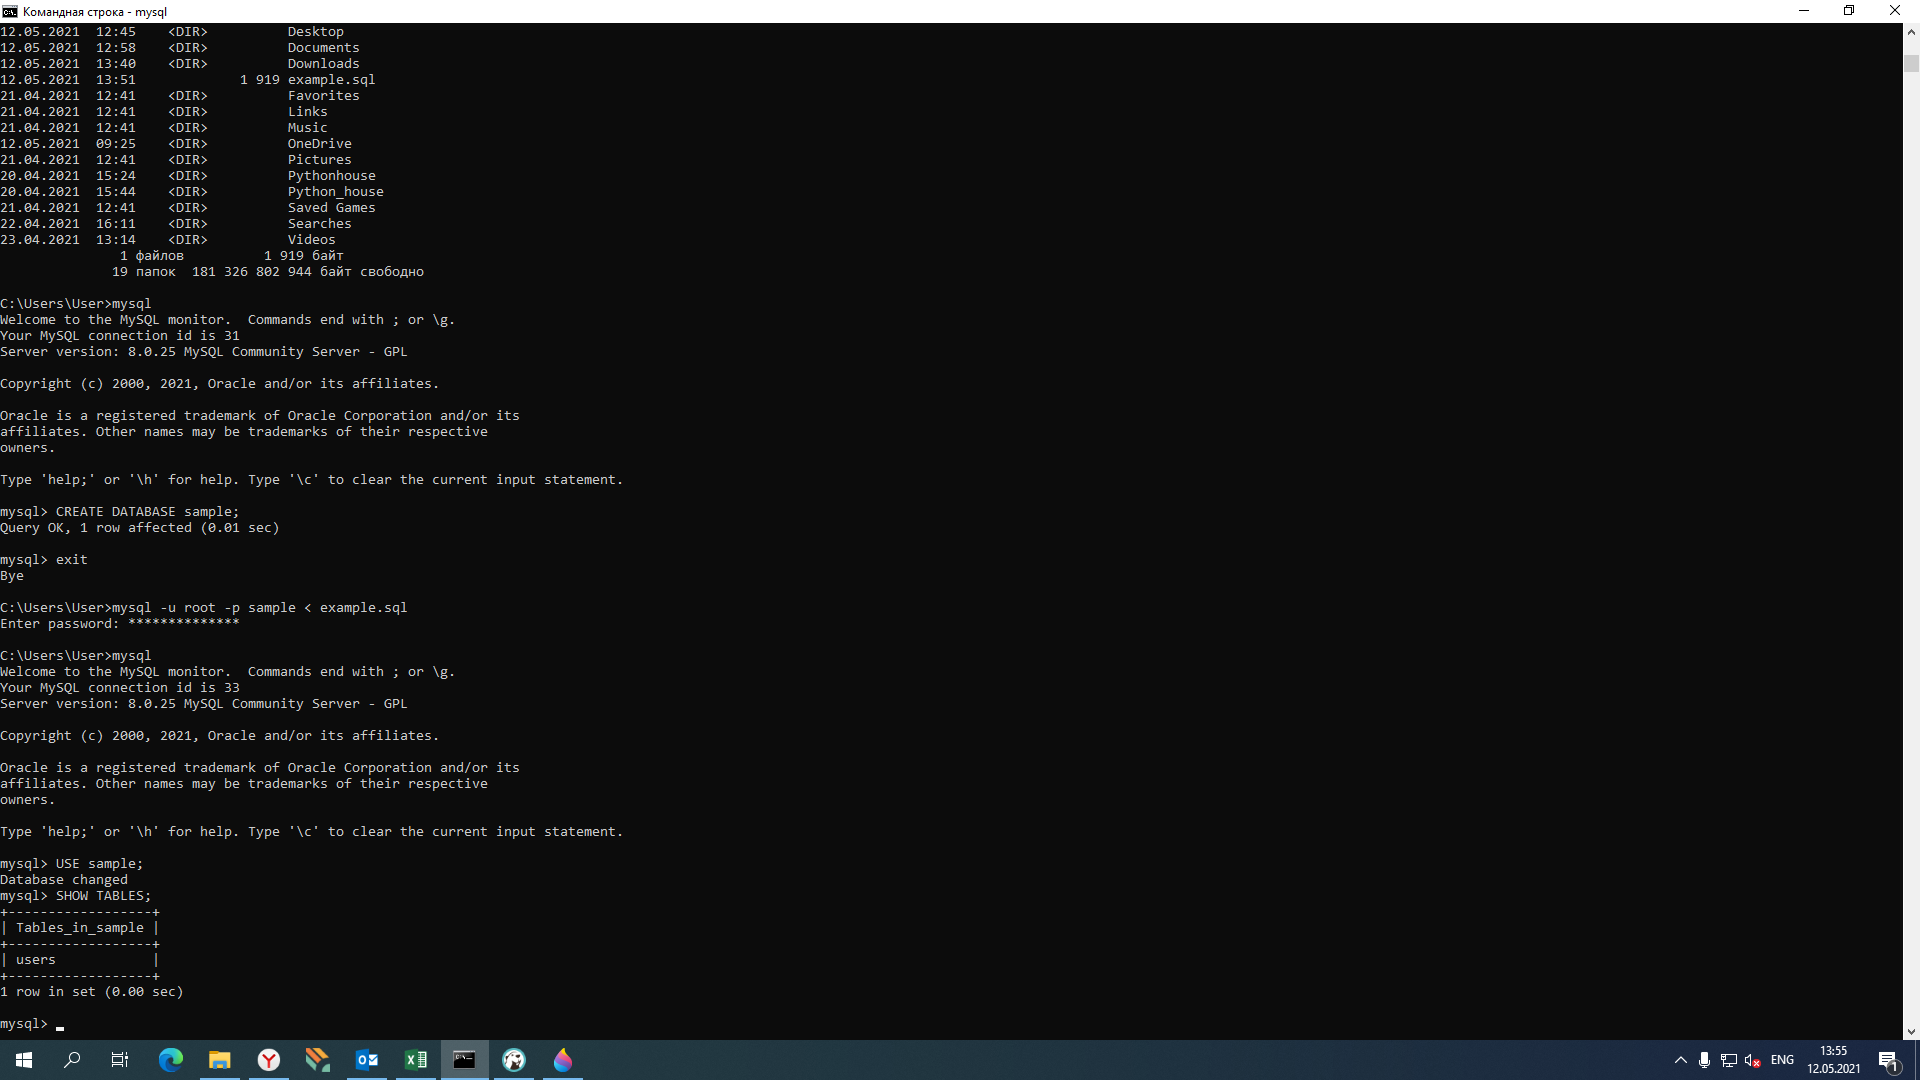 Командная строка - mysql
12.05.2021  12:45    <DIR>          Desktop
12.05.2021  12:58    <DIR>          Documents
12.05.2021  13:40    <DIR>          Downloads
12.05.2021  13:51             1 919 example.sql
21.04.2021  12:41    <DIR>          Favorites
21.04.2021  12:41    <DIR>          Links
21.04.2021  12:41    <DIR>          Music
12.05.2021  09:25    <DIR>          OneDrive
21.04.2021  12:41    <DIR>          Pictures
20.04.2021  15:24    <DIR>          Pythonhouse
20.04.2021  15:44    <DIR>          Python_house
21.04.2021  12:41    <DIR>          Saved Games
22.04.2021  16:11    <DIR>          Searches
23.04.2021  13:14    <DIR>          Videos
               1 файлов          1 919 байт
              19 папок  181 326 802 944 байт свободно
C:\Users\User>mysql
Welcome to the MySQL monitor.  Commands end with ; or \g.
Your MySQL connection id is 31
Server version: 8.0.25 MySQL Community Server - GPL
Copyright (c) 2000, 2021, Oracle and/or its affiliates.
Oracle is a registered trademark of Oracle Corporation and/or its
affiliates. Other names may be trademarks of their respective
owners.
Type 'help;' or '\h' for help. Type '\c' to clear the current input statement.
mysql> CREATE DATABASE sample;
Query OK, 1 row affected (0.01 sec)
mysql> exit
Bye
C:\Users\User>mysql -u root -p sample < example.sql
Enter password: **************
C:\Users\User>mysql
Welcome to the MySQL monitor.  Commands end with ; or \g.
Your MySQL connection id is 33
Server version: 8.0.25 MySQL Community Server - GPL
Copyright (c) 2000, 2021, Oracle and/or its affiliates.
Oracle is a registered trademark of Oracle Corporation and/or its
affiliates. Other names may be trademarks of their respective
owners.
Type 'help;' or '\h' for help. Type '\c' to clear the current input statement.
mysql> USE sample;
Database changed
mysql> SHOW TABLES;
+------------------+
| Tables_in_sample |
+------------------+
| users            |
+------------------+
1 row in set (0.00 sec)
mysql> _
ENG
13:55
12.05.2021
1